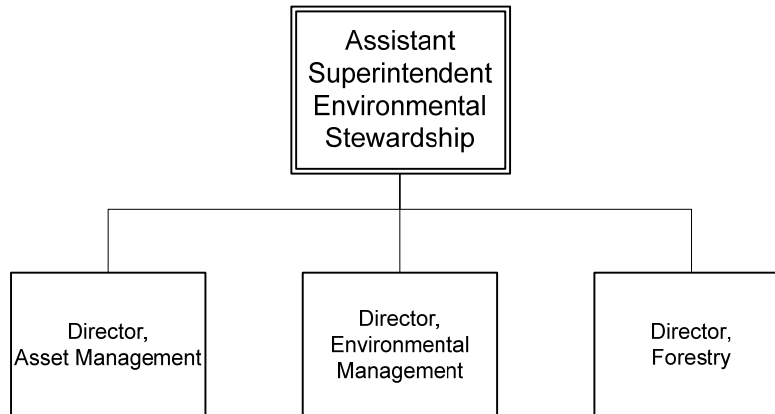 Assistant
Superintendent
Environmental
Stewardship
Director,
Asset Management
Director,
Environmental
Management
Director,
Forestry